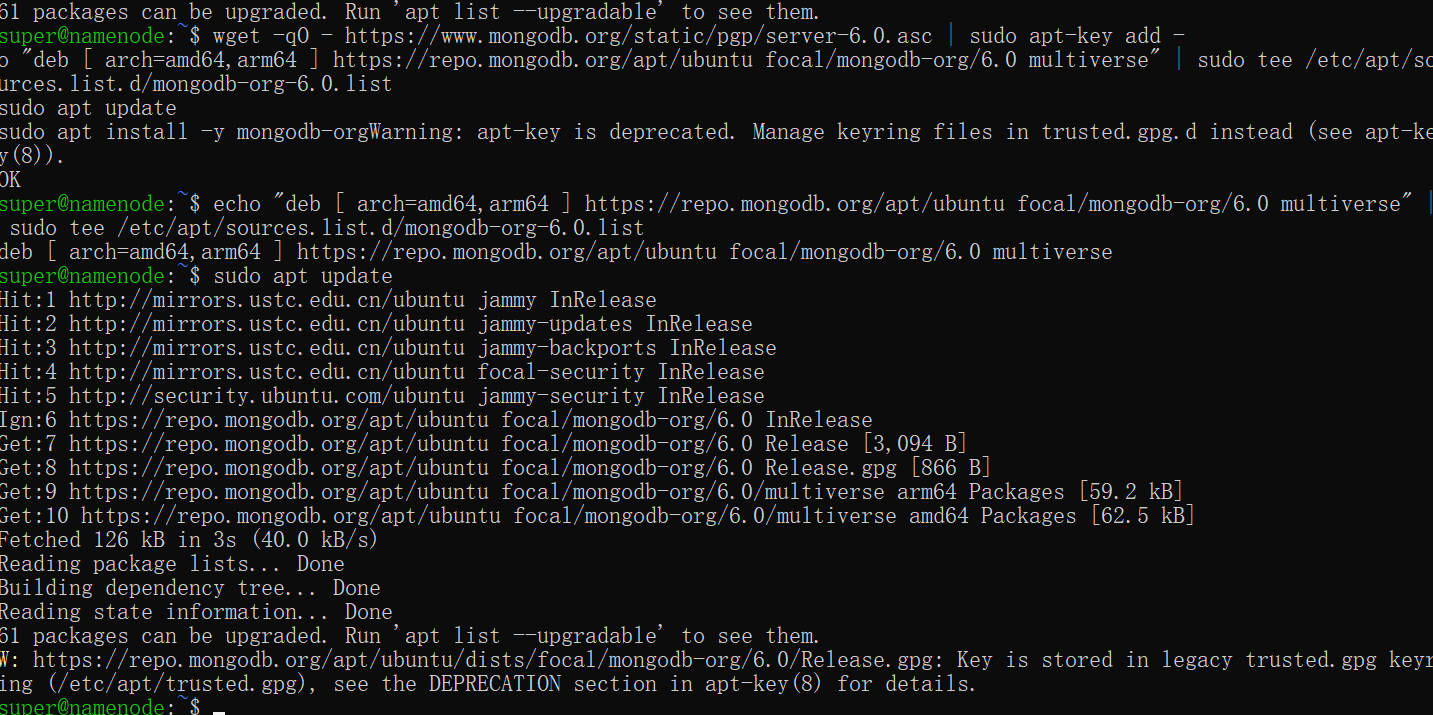 61 packages can be upgraded. Run 'apt list --upgradable' to see them.
super@namenode:~$ wget -qO - https://www.mongodb.org/static/pgp/server-6.0.asc | sudo apt-key add -
o "deb [ arch=amd64,arm64 ] https://repo.mongodb.org/apt/ubuntu focal/mongodb-org/6.0 multiverse" | sudo tee /etc/apt/so
urces.list.d/mongodb-org-6.0.list
sudo apt update
sudo apt install -y mongodb-orgWarning: apt-key is deprecated. Manage keyring files in trusted.gpg.d instead (see apt-ke
y(8)).
OK
super@namenode:~$ echo "deb [ arch=amd64,arm64 ] https://repo.mongodb.org/apt/ubuntu focal/mongodb-org/6.0 multiverse" |
 sudo tee /etc/apt/sources.list.d/mongodb-org-6.0.list
deb [ arch=amd64,arm64 ] https://repo.mongodb.org/apt/ubuntu focal/mongodb-org/6.0 multiverse
super@namenode:~$ sudo apt update
Hit:1 http://mirrors.ustc.edu.cn/ubuntu jammy InRelease
Hit:2 http://mirrors.ustc.edu.cn/ubuntu jammy-updates InRelease
Hit:3 http://mirrors.ustc.edu.cn/ubuntu jammy-backports InRelease
Hit:4 http://mirrors.ustc.edu.cn/ubuntu focal-security InRelease
Hit:5 http://security.ubuntu.com/ubuntu jammy-security InRelease
Ign:6 https://repo.mongodb.org/apt/ubuntu focal/mongodb-org/6.0 InRelease
Get:7 https://repo.mongodb.org/apt/ubuntu focal/mongodb-org/6.0 Release [3,094 B]
Get:8 https://repo.mongodb.org/apt/ubuntu focal/mongodb-org/6.0 Release.gpg [866 B]
Get:9 https://repo.mongodb.org/apt/ubuntu focal/mongodb-org/6.0/multiverse arm64 Packages [59.2 kB]
Get:10 https://repo.mongodb.org/apt/ubuntu focal/mongodb-org/6.0/multiverse amd64 Packages [62.5 kB]
Fetched 126 kB in 3s (40.0 kB/s)
Reading package lists... Done
Building dependency tree... Done
Reading state information... Done
61 packages can be upgraded. Run 'apt list --upgradable' to see them.
W: https://repo.mongodb.org/apt/ubuntu/dists/focal/mongodb-org/6.0/Release.gpg: Key is stored in legacy trusted.gpg keyr
ing (/etc/apt/trusted.gpg), see the DEPRECATION section in apt-key(8) for details.
super@namenode:~$